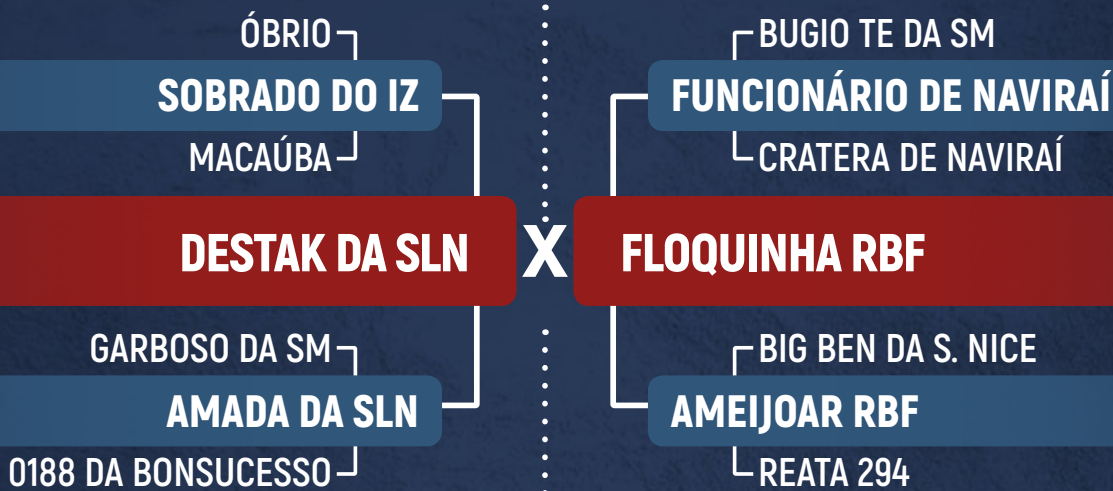 ÓBRIO
SOBRADO DO IZ
MACAÚBA
DESTAK DA SLN
GARBOSO DA SM
AMADA DA SLN
0188 DA BONSUCESSO
X
BUGIO TE DA SM
FUNCIONÁRIO DE NAVIRAÍ
CRATERA DE NAVIRAÍ
FLOQUINHA RBF
BIG BEN DA S. NICE
AMEIJOAR RBF
REATA 294